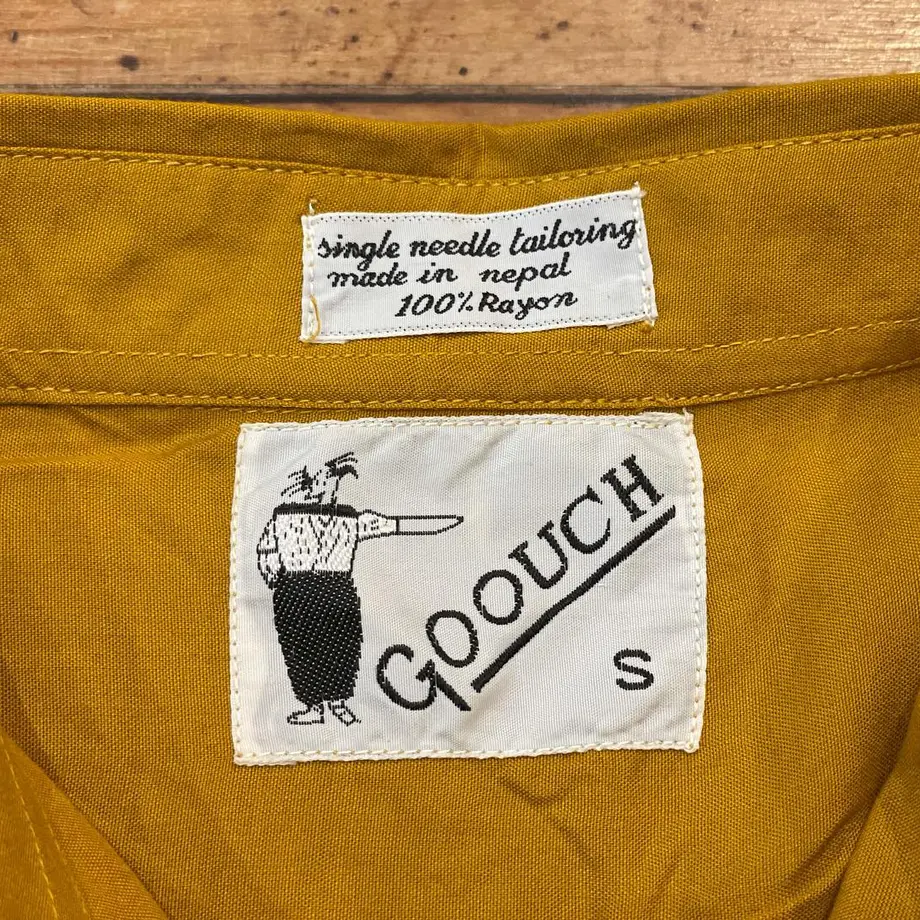 single needle tailoring
made in nepal
100% Rayon
GOOUCH
S